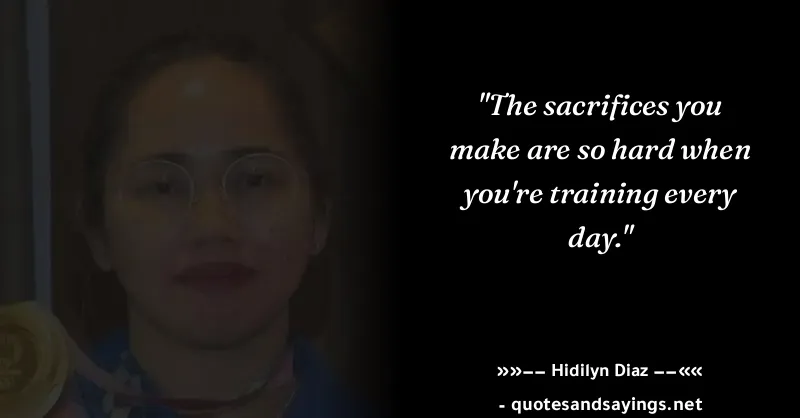 "The sacrifices you
make are so hard when
you're training every
day."
»»−− Hidilyn Diaz −−««
- quotesandsayings.net